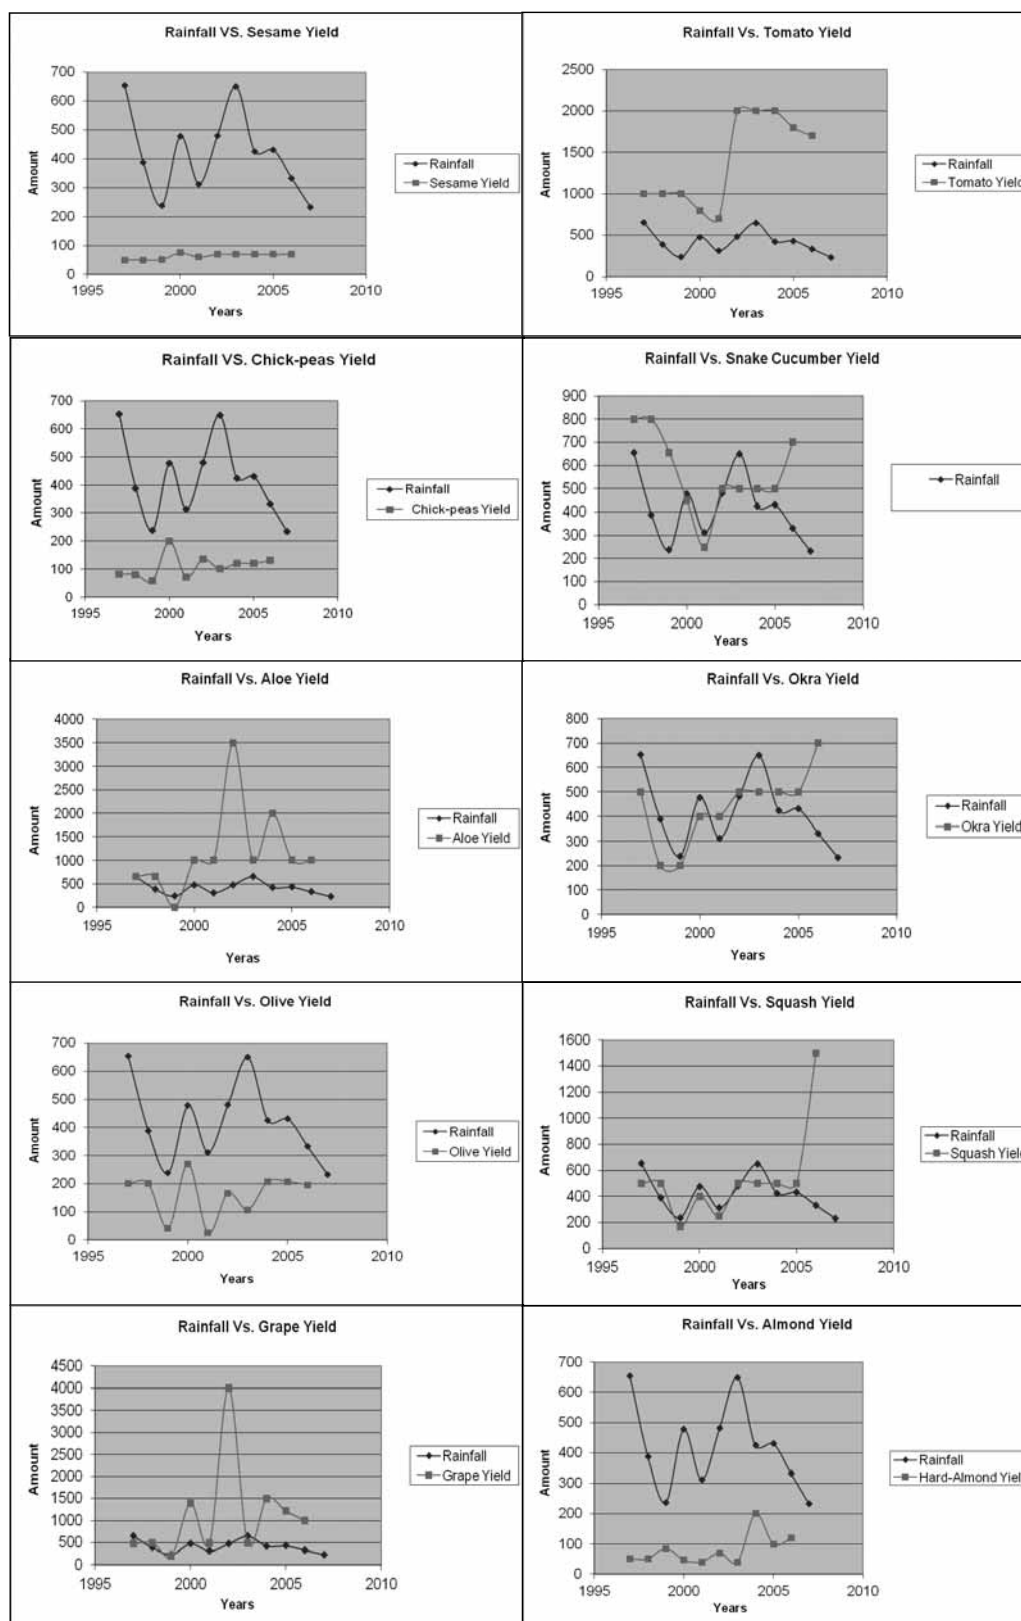 Rainfall VS. Sesame Yield
700
600
500
400
300
200
100
0
Amount
1995 2000 2005 2010
Years
Rainfall
Sesame Yield
Rainfall Vs. Tomato Yield
2500
2000
1500
1000
500
0
Amount
1995 2000 2005 2010
Yeras
Rainfall
Tomato Yield
Rainfall VS. Chick-peas Yield
700
600
500
400
300
200
100
0
Amount
1995 2000 2005 2010
Years
Rainfall
Chick-peas Yield
Rainfall Vs. Snake Cucumber Yield
900
800
700
600
500
400
300
200
100
0
Amount
1995 2000 2005 2010
Years
Rainfall
Rainfall Vs. Aloe Yield
4000
3500
3000
2500
2000
1500
1000
500
0
Amount
1995 2000 2005 2010
Yeras
Rainfall
Aloe Yield
Rainfall Vs. Okra Yield
800
700
600
500
400
300
200
100
0
Amount
1995 2000 2005 2010
Years
Rainfall
Okra Yield
Rainfall Vs. Olive Yield
700
600
500
400
300
200
100
0
Amount
1995 2000 2005 2010
Years
Rainfall
Olive Yield
Rainfall Vs. Squash Yield
1600
1400
1200
1000
800
600
400
200
0
Amount
1995 2000 2005 2010
Years
Rainfall
Squash Yield
Rainfall Vs. Grape Yield
4500
4000
3500
3000
2500
2000
1500
1000
500
0
Amount
1995 2000 2005 2010
Years
Rainfall
Grape Yield
Rainfall Vs. Almond Yield
700
600
500
400
300
200
100
0
Amount
1995 2000 2005 2010
Years
Rainfall
Hard-Almond Yield